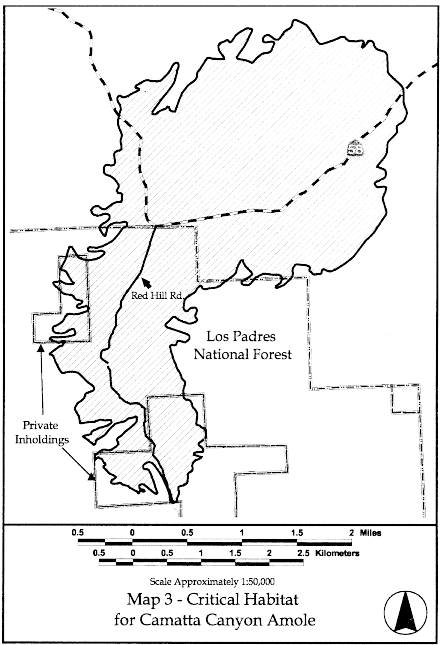 58
Red Hill Rd.
Los Padres
National Forest
Private
Inholdings
0.5 0 0.5 1 1.5 2 Miles
0.5 0 0.5 1 1.5 2 2.5 Kilometers
Scale Approximately 1:50,000
Map 3 - Critical Habitat
for Camatta Canyon Amole